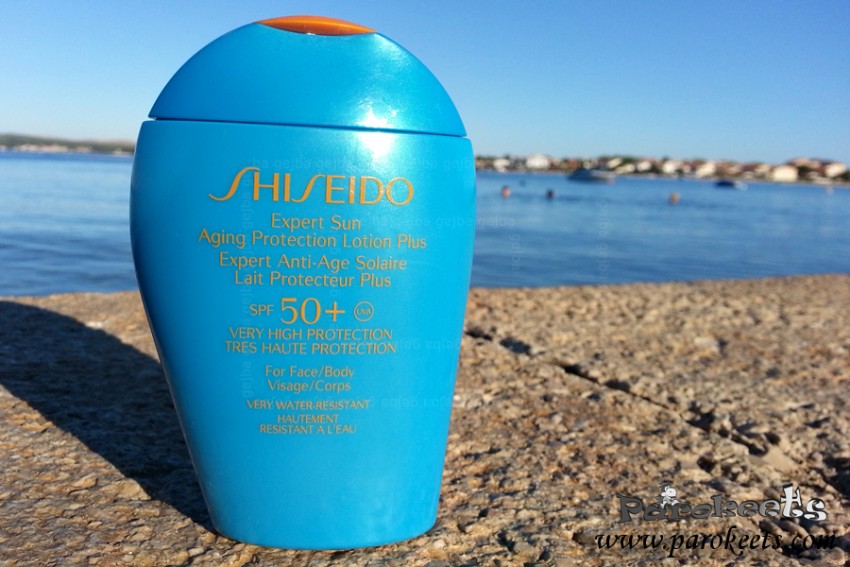 SHISEIDO
Expert Sun
Aging Protection Lotion Plus
Expert Anti-Age Solaire
Lait Protecteur Plus
SPF 50+ UVA
VERY HIGH PROTECTION
TRES HAUTE PROTECTION
For Face/Body
Visage/Corps
VERY WATER-RESISTANT
HAUTEMENT
RESISTANT A L'EAU
Parokeets
www.parokeets.com